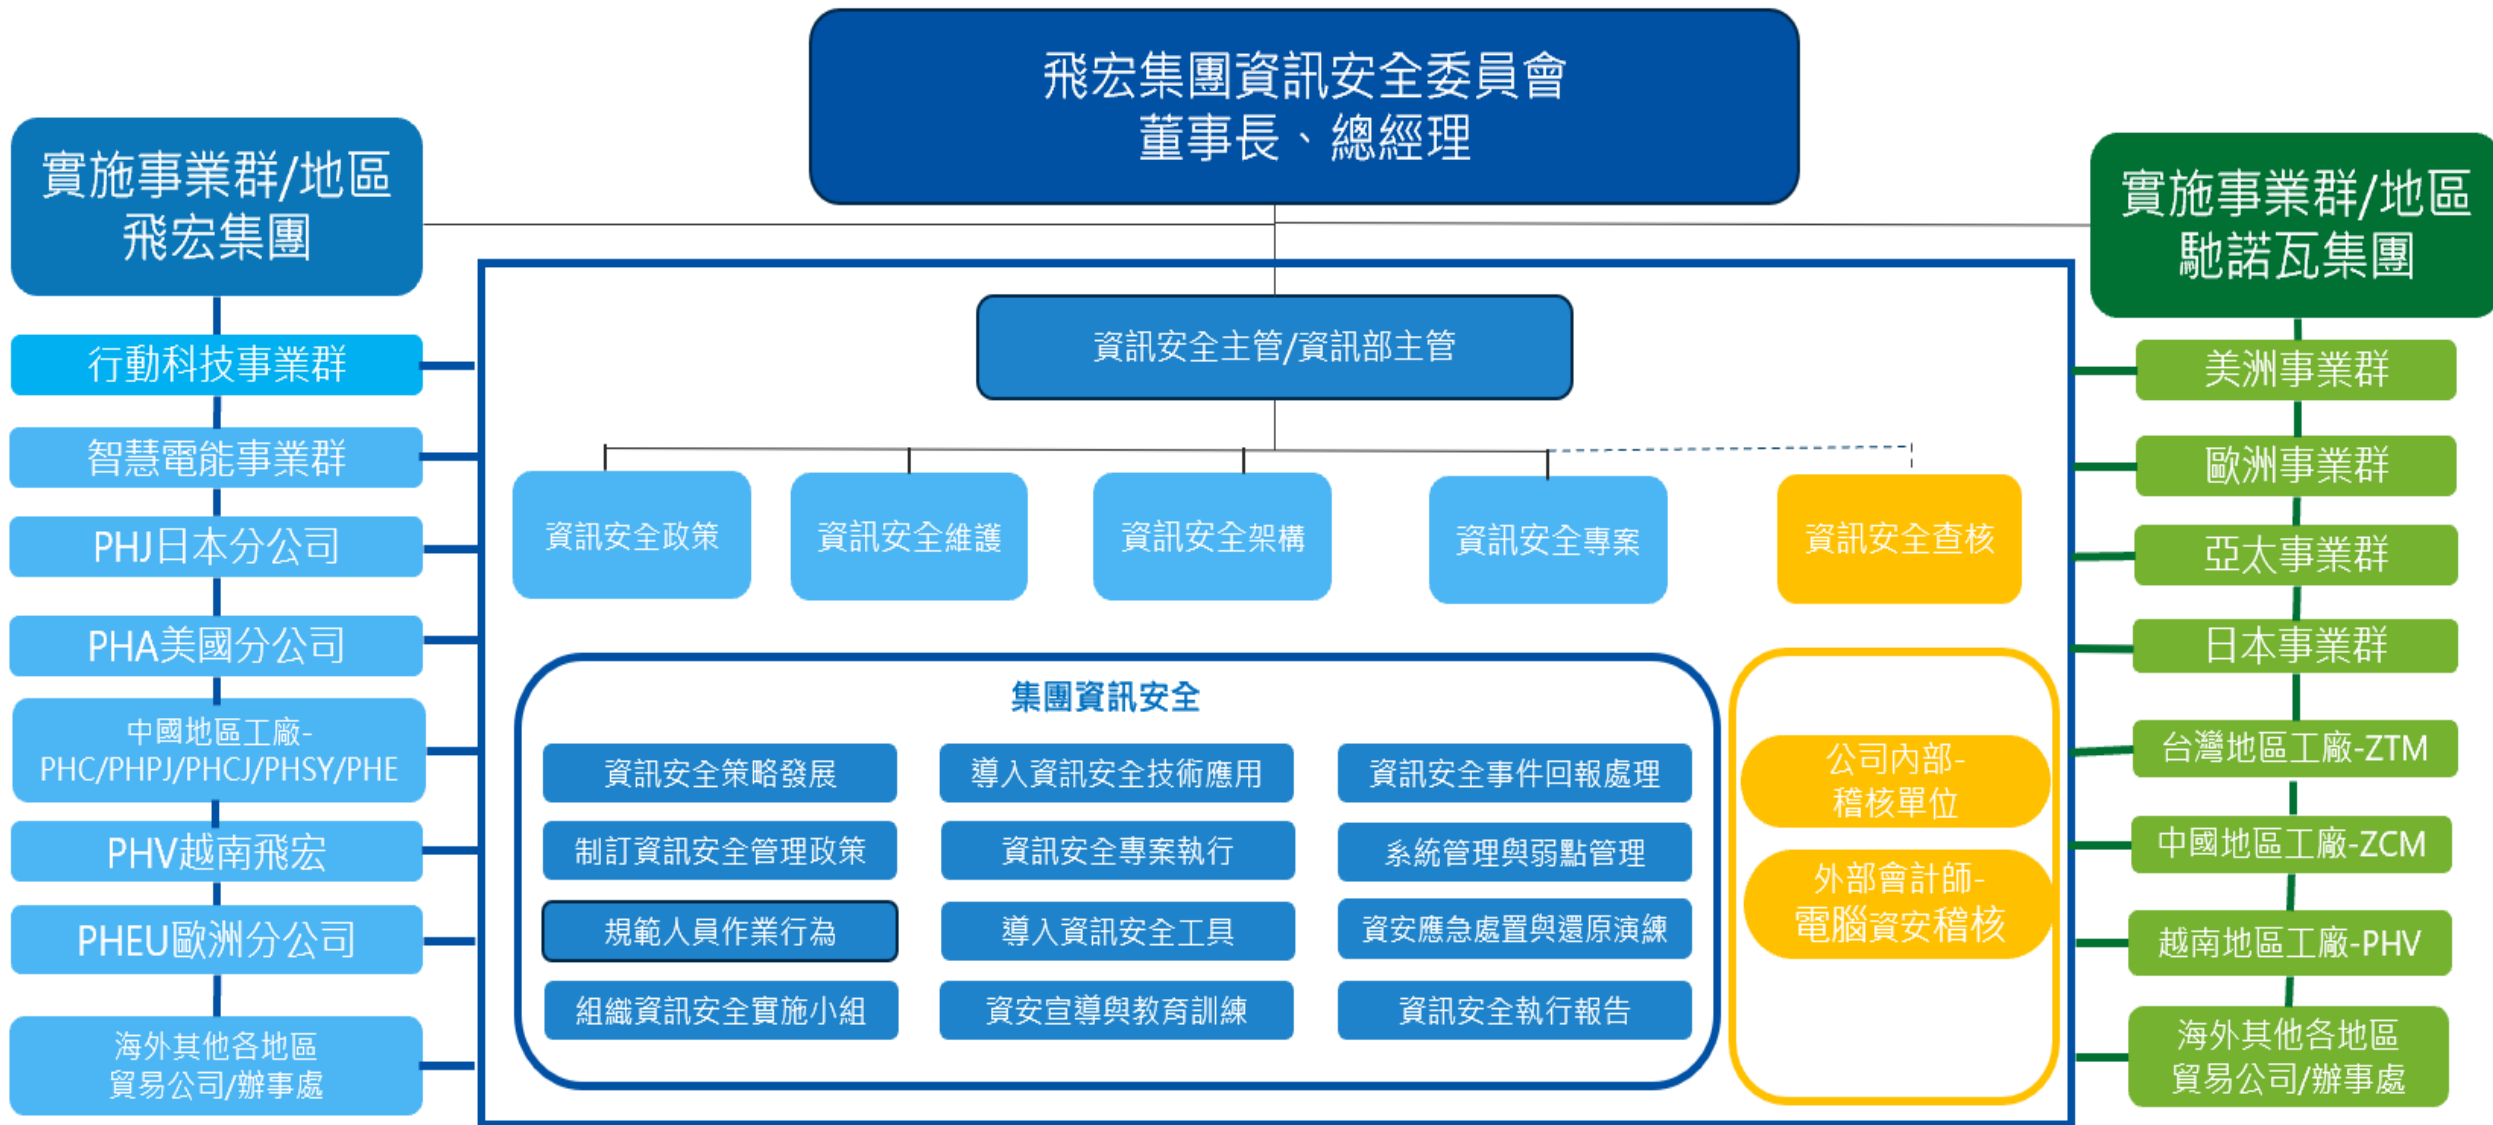 飛宏集團資訊安全委員會
董事長、總經理
實施事業群/地區
飛宏集團
行動科技事業群
智慧電能事業群
PHJ日本分公司
PHA美國分公司
中國地區工廠-
PHC/PHPJ/PHCJ/PHSY/PHE
PHV越南飛宏
PHEU歐洲分公司
海外其他各地區
貿易公司/辦事處
資訊安全主管/資訊部主管
資訊安全政策
資訊安全維護
資訊安全架構
資訊安全專案
資訊安全查核
集團資訊安全
資訊安全策略發展
導入資訊安全技術應用
資訊安全事件回報處理
制訂資訊安全管理政策
資訊安全專案執行
系統管理與弱點管理
規範人員作業行為
導入資訊安全工具
資安應急處置與還原演練
組織資訊安全實施小組
資安宣導與教育訓練
資訊安全執行報告
公司內部-
稽核單位
外部會計師-
電腦資安稽核
實施事業群/地區
馳諾瓦集團
美洲事業群
歐洲事業群
亞太事業群
日本事業群
台灣地區工廠-ZTM
中國地區工廠-ZCM
越南地區工廠-PHV
海外其他各地區
貿易公司/辦事處